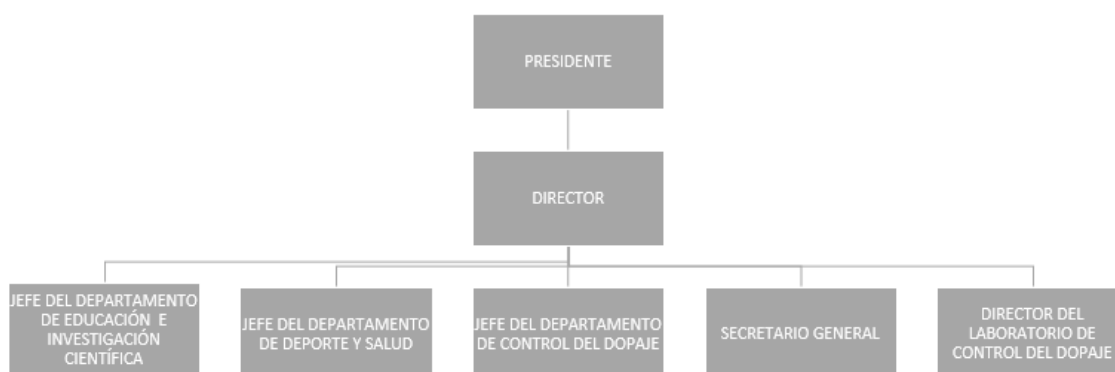 PRESIDENTE
DIRECTOR
JEFE DEL DEPARTAMENTO
DE EDUCACIÓN E
INVESTIGACIÓN
CIENTÍFICA
JEFE DEL DEPARTAMENTO
DE DEPORTE Y SALUD
JEFE DEL DEPARTAMENTO
DE CONTROL DEL DOPAJE
SECRETARIO GENERAL
DIRECTOR DEL
LABORATORIO DE
CONTROL DEL DOPAJE